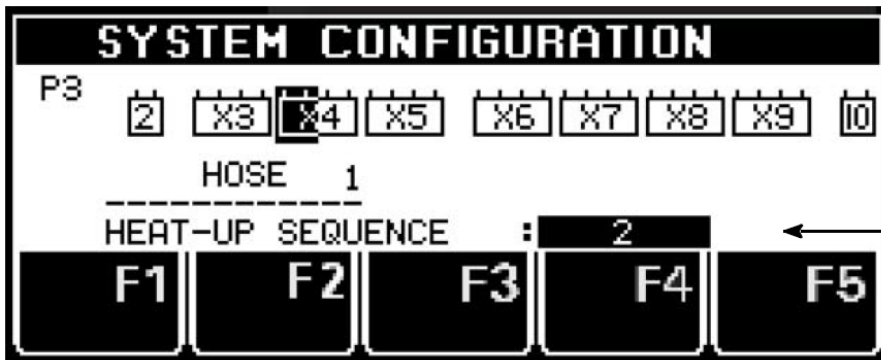 SYSTEM CONFIGURATION
P3
2 X3 X4 X5 X6 X7 X8 X9 10
HOSE 1
HEAT-UP SEQUENCE : 2
F1 F2 F3 F4 F5